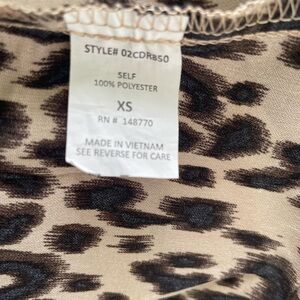 STYLE# 02CDR850
SELF
100% POLYESTER
XS
RN # 148770
MADE IN VIETNAM
SEE REVERSE FOR CARE